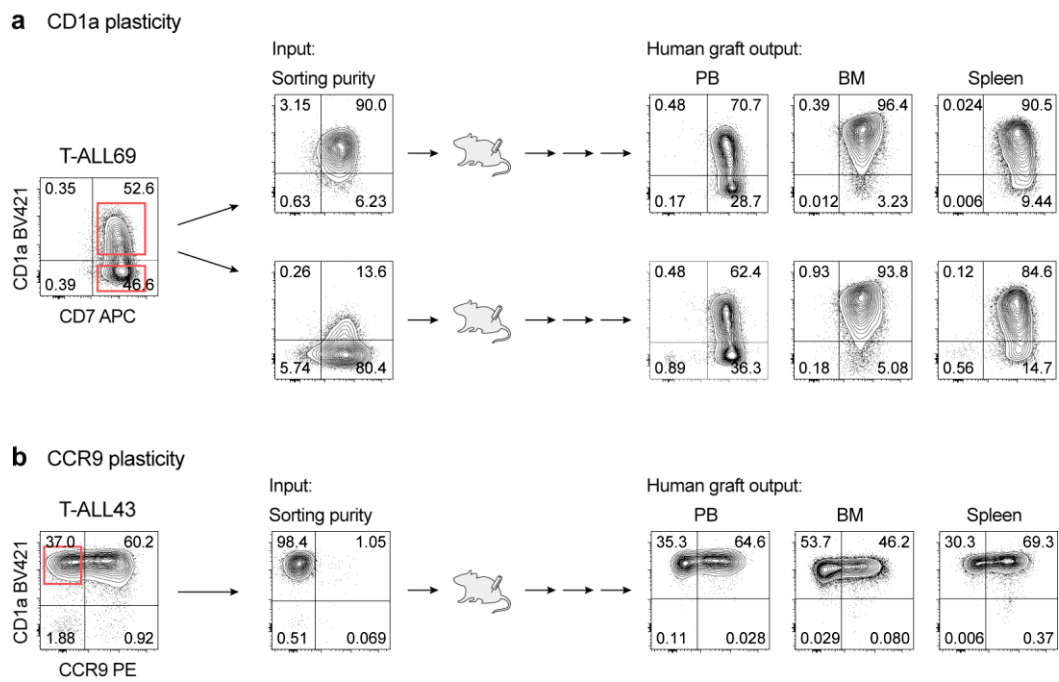 a CD1a plasticity
Input:
Human graft output:
Sorting purity
PB
BM
Spleen
T-ALL69
CD1a BV421
0.35 52.6
0.39 46.6
CD7 APC
3.15 90.0
0.63 6.23
0.48 70.7
0.17 28.7
0.39 96.4
0.012 3.23
0.024 90.5
0.006 9.44
0.26 13.6
5.74 80.4
0.48 62.4
0.89 36.3
0.93 93.8
0.18 5.08
0.12 84.6
0.56 14.7
b CCR9 plasticity
Input:
Human graft output:
T-ALL43
Sorting purity
PB
BM
Spleen
CD1a BV421
37.0 60.2
1.88 0.92
CCR9 PE
98.4 1.05
0.51 0.069
35.3 64.6
0.11 0.028
53.7 46.2
0.029 0.080
30.3 69.3
0.006 0.37